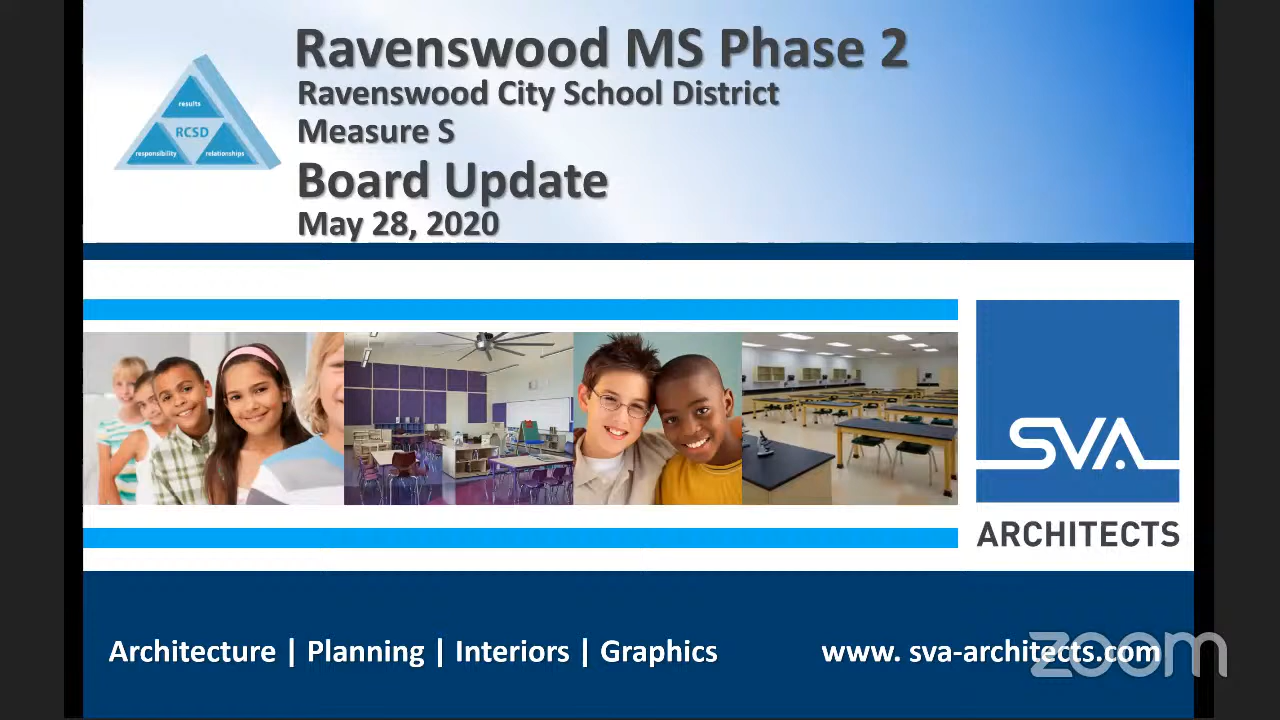 Ravenswood MS Phase 2
Ravenswood City School District
Measure S
Board Update
May 28, 2020
results
RCSD
responsibility
relationships
SVA
ARCHITECTS
Architecture | Planning | Interiors | Graphics
www. sva-architects.com
zoom